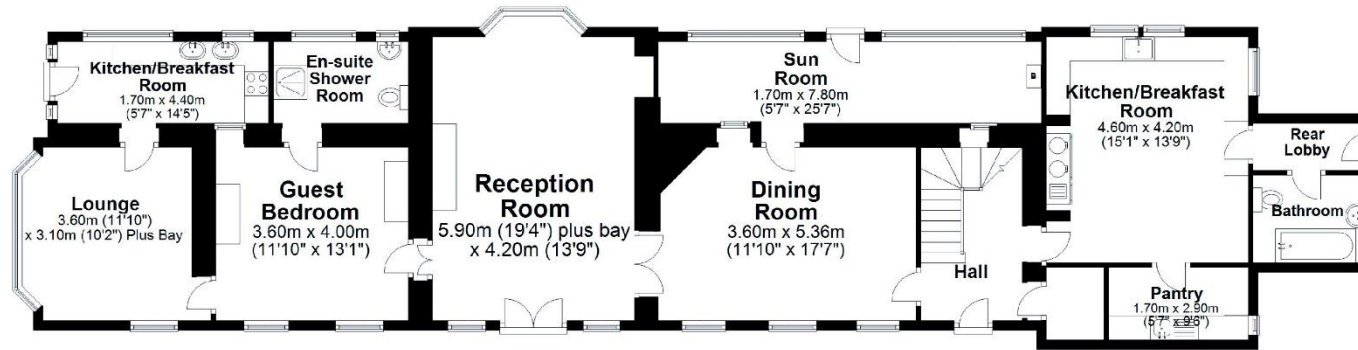 Kitchen/Breakfast
Room
1.70m x 4.40m
(5'7" x 14'5")
En-suite
Shower
Room
Lounge
3.60m (11'10")
x 3.10m (10'2") Plus Bay
Guest
Bedroom
3.60m x 4.00m
(11'10" x 13'1")
Reception
Room
5.90m (19'4") plus bay
x 4.20m (13'9")
Sun
Room
1.70m x 7.80m
(5'7" x 25'7")
Dining
Room
3.60m x 5.36m
(11'10" x 17'7")
Hall
Kitchen/Breakfast
Room
4.60m x 4.20m
(15'1" x 13'9")
Rear
Lobby
Bathroom
Pantry
1.70m x 2.90m
(5'7" x 9'6")